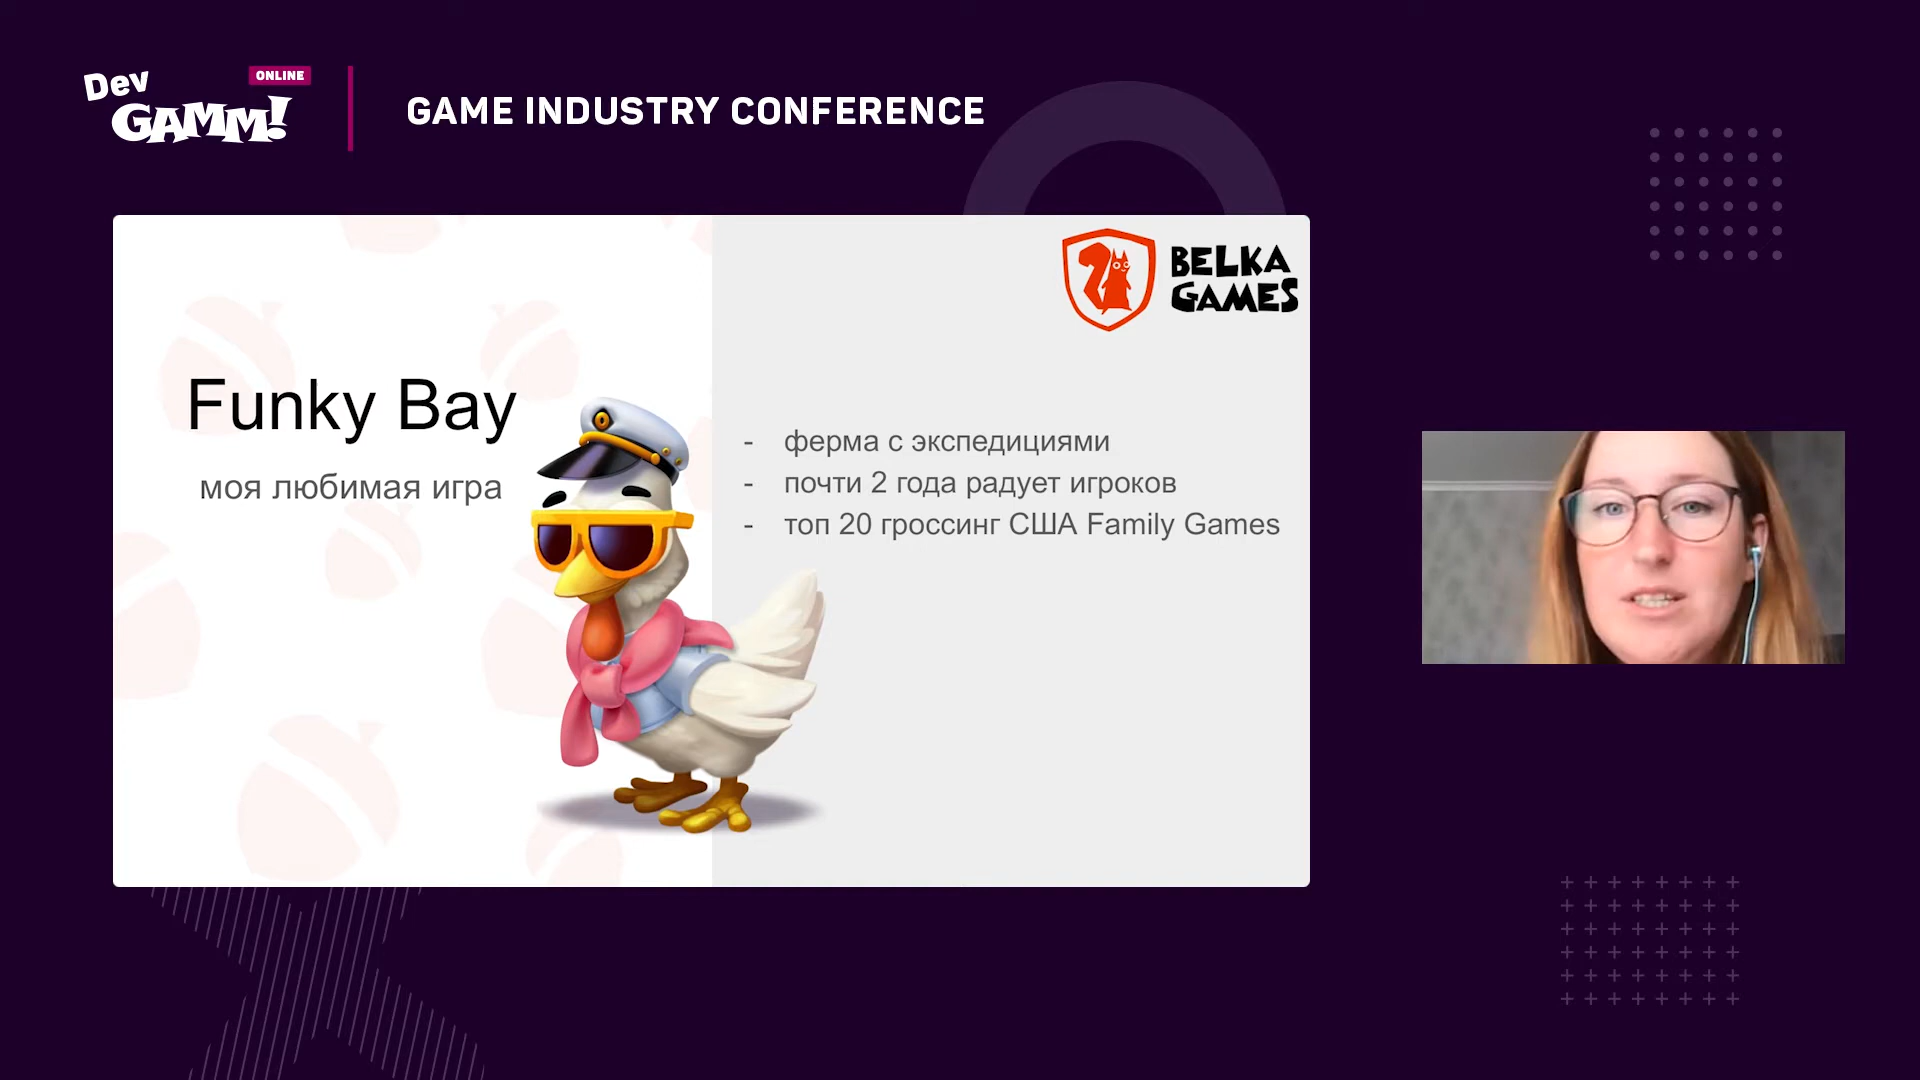 Dev
GAMM!
ONLINE
GAME INDUSTRY CONFERENCE
BELKA
GAMES
Funky Bay
моя любимая игра
- ферма с экспедициями
- почти 2 года радует игроков
- топ 20 гроссинг США Family Games